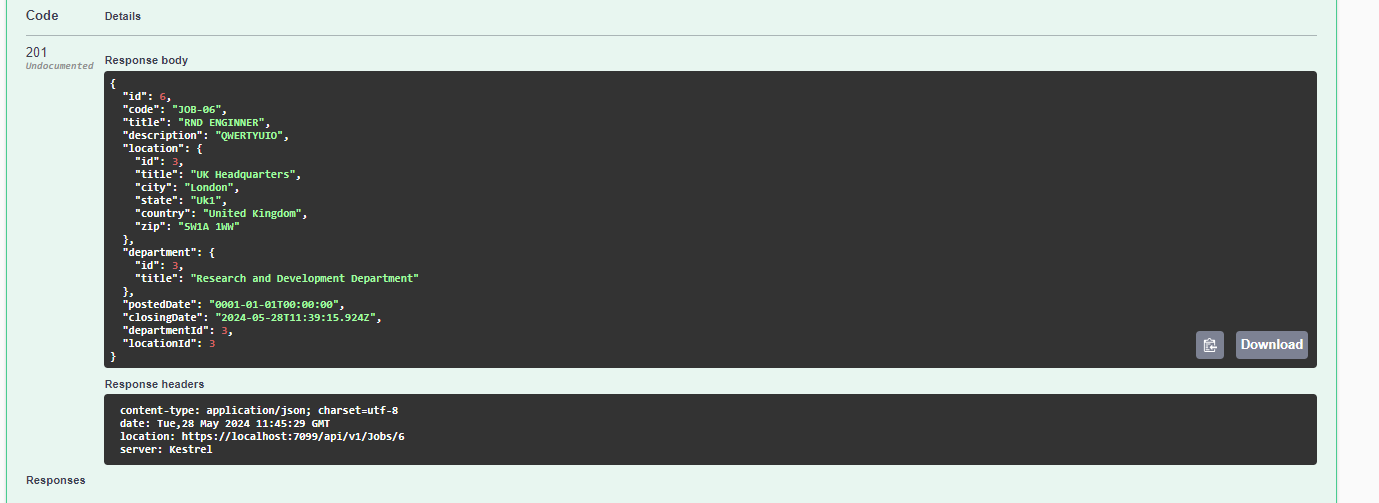 Code Details
201
Undocumented
Response body
{
  "id": 6,
  "code": "JOB-06",
  "title": "RND ENGINNER",
  "description": "QWERTYUIO",
  "location": {
    "id": 3,
    "title": "UK Headquarters",
    "city": "London",
    "state": "Uk1",
    "country": "United Kingdom",
    "zip": "SW1A 1WW"
  },
  "department": {
    "id": 3,
    "title": "Research and Development Department"
  },
  "postedDate": "0001-01-01T00:00:00",
  "closingDate": "2024-05-28T11:39:15.924Z",
  "departmentId": 3,
  "locationId": 3
}
Download
Response headers
content-type: application/json; charset=utf-8
date: Tue,28 May 2024 11:45:29 GMT
location: https://localhost:7099/api/v1/Jobs/6
server: Kestrel
Responses